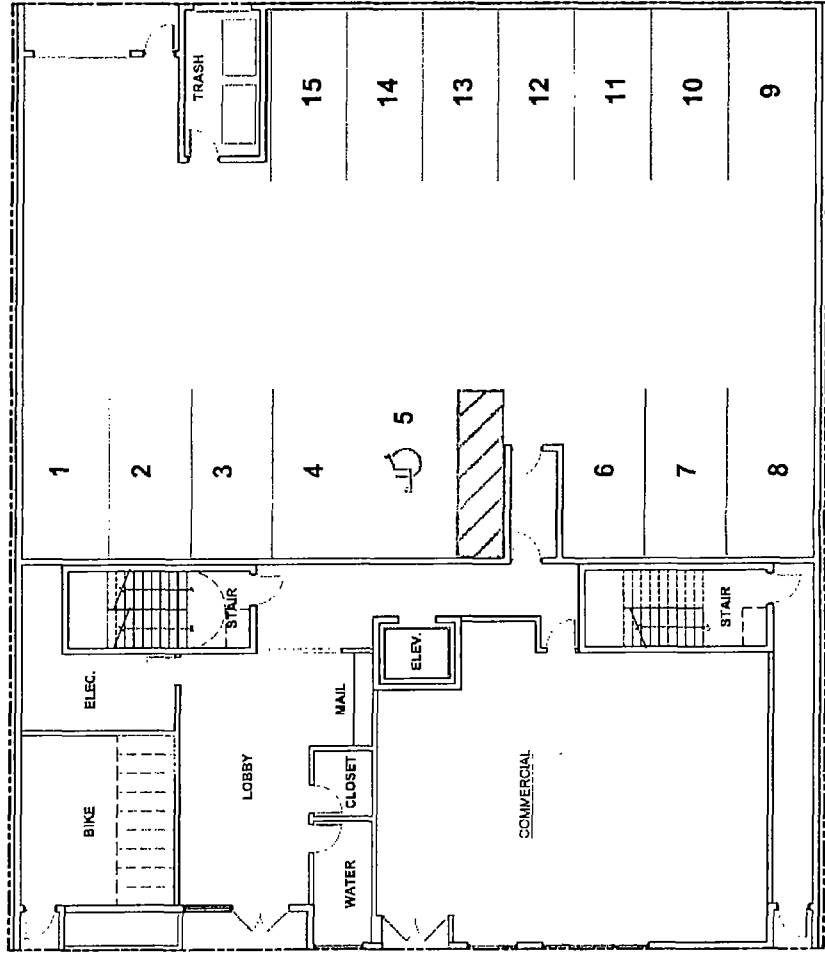 TRASH
15
14
13
12
11
10
9
1
2
3
4
5
6
7
8
STAIR
STAIR
ELEC.
ELEV.
MAIL
BIKE
LOBBY
CLOSET
WATER
COMMERCIAL